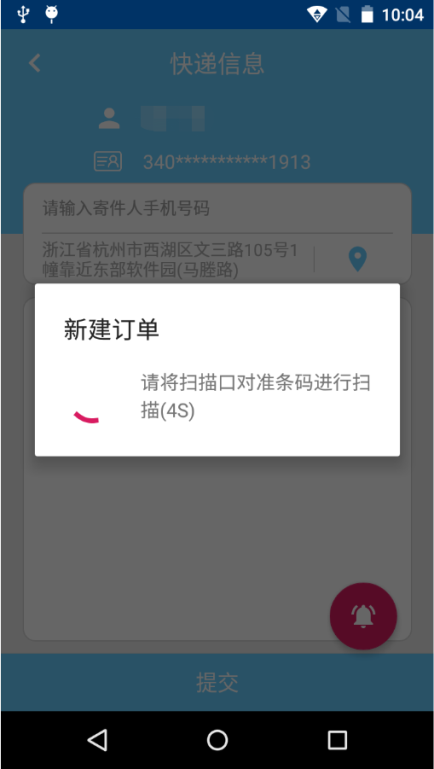 10:04
快递信息
340***********1913
请输入寄件人手机号码
浙江省杭州市西湖区文三路105号1
幢靠近东部软件园(马塍路)
新建订单
请将扫描口对准条码进行扫
描(4S)
提交